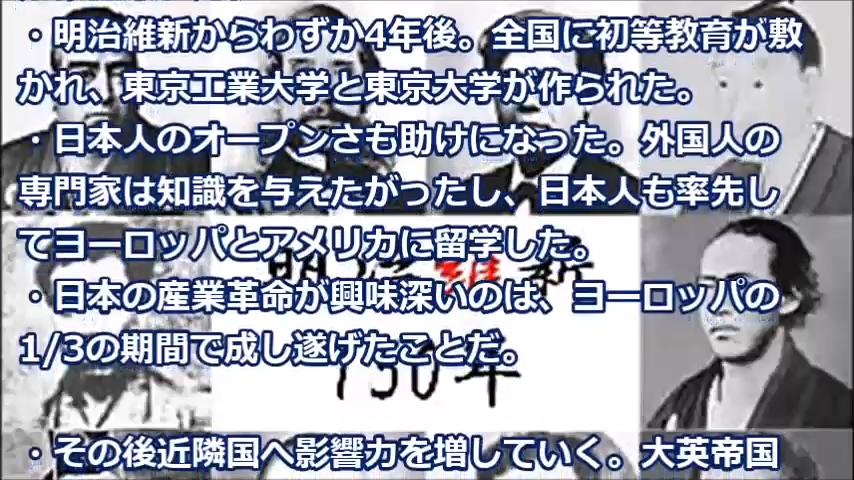 ・明治維新からわずか4年後。全国に初等教育が敷
かれ、東京工業大学と東京大学が作られた。
・日本人のオープンさも助けになった。外国人の
専門家は知識を与えたがったし、日本人も率先し
てヨーロッパとアメリカに留学した。
明治維新
・日本の産業革命が興味深いのは、ヨーロッパの
1/3の期間で成し遂げたことだ。
150年
・その後近隣国へ影響力を増していく。大英帝国